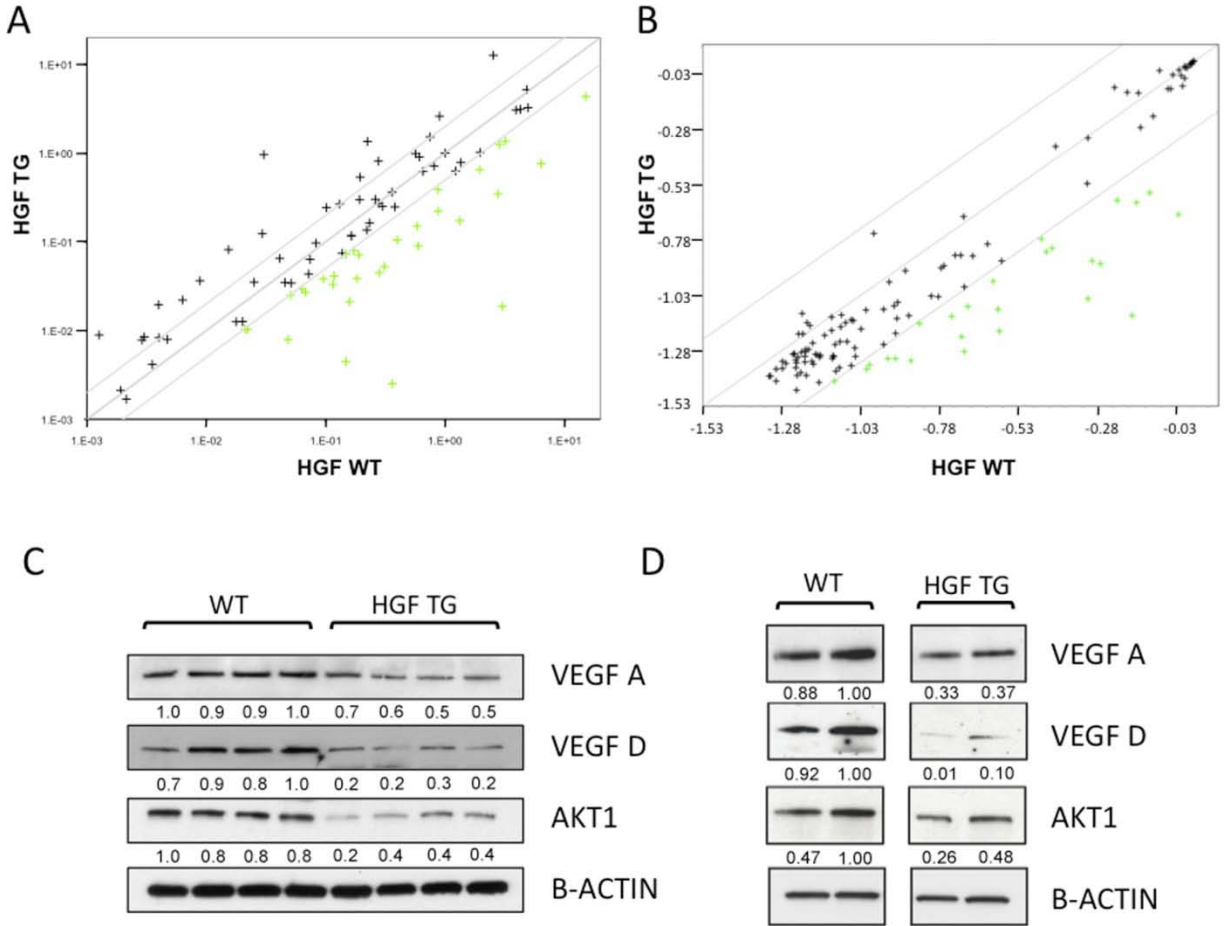 A
B
1.E+01
1.E+00
1.E-01
1.E-02
1.E-03
HGF TG
1.E-03 1.E-02 1.E-01 1.E+00 1.E+01
HGF WT
-0.03
-0.28
-0.53
-0.78
-1.03
-1.28
-1.53
HGF TG
-1.53 -1.28 -1.03 -0.78 -0.53 -0.28 -0.03
HGF WT
C
WT HGF TG
VEGF A
1.0 0.9 0.9 1.0 0.7 0.6 0.5 0.5
VEGF D
0.7 0.9 0.8 1.0 0.2 0.2 0.3 0.2
AKT1
1.0 0.8 0.8 0.8 0.2 0.4 0.4 0.4
B-ACTIN
D
WT HGF TG
VEGF A
0.88 1.00 0.33 0.37
VEGF D
0.92 1.00 0.01 0.10
AKT1
0.47 1.00 0.26 0.48
B-ACTIN